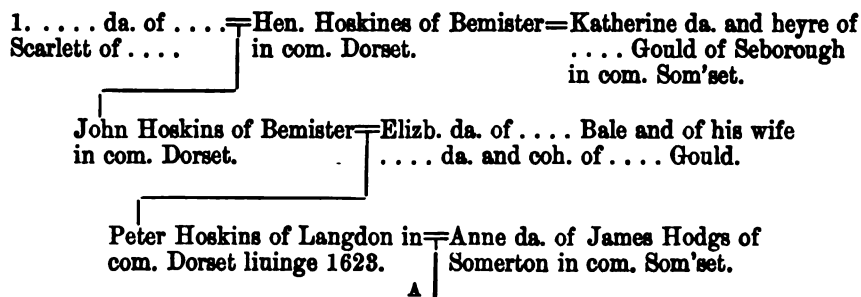 1. . . . . da. of . . . . Hen. Hoskines of Bemister Katherine da. and heyre of
Scarlett of . . . . in com. Dorset. . . . . Gould of Seborough
in com. Som'set.
John Hoskins of Bemister Elizb. da. of . . . . Bale and of his wife
in com. Dorset. . . . . da. and coh. of . . . . Gould.
Peter Hoskins of Langdon in Anne da. of James Hodgs of
com. Dorset liuinge 1623. Somerton in com. Som'set.
A